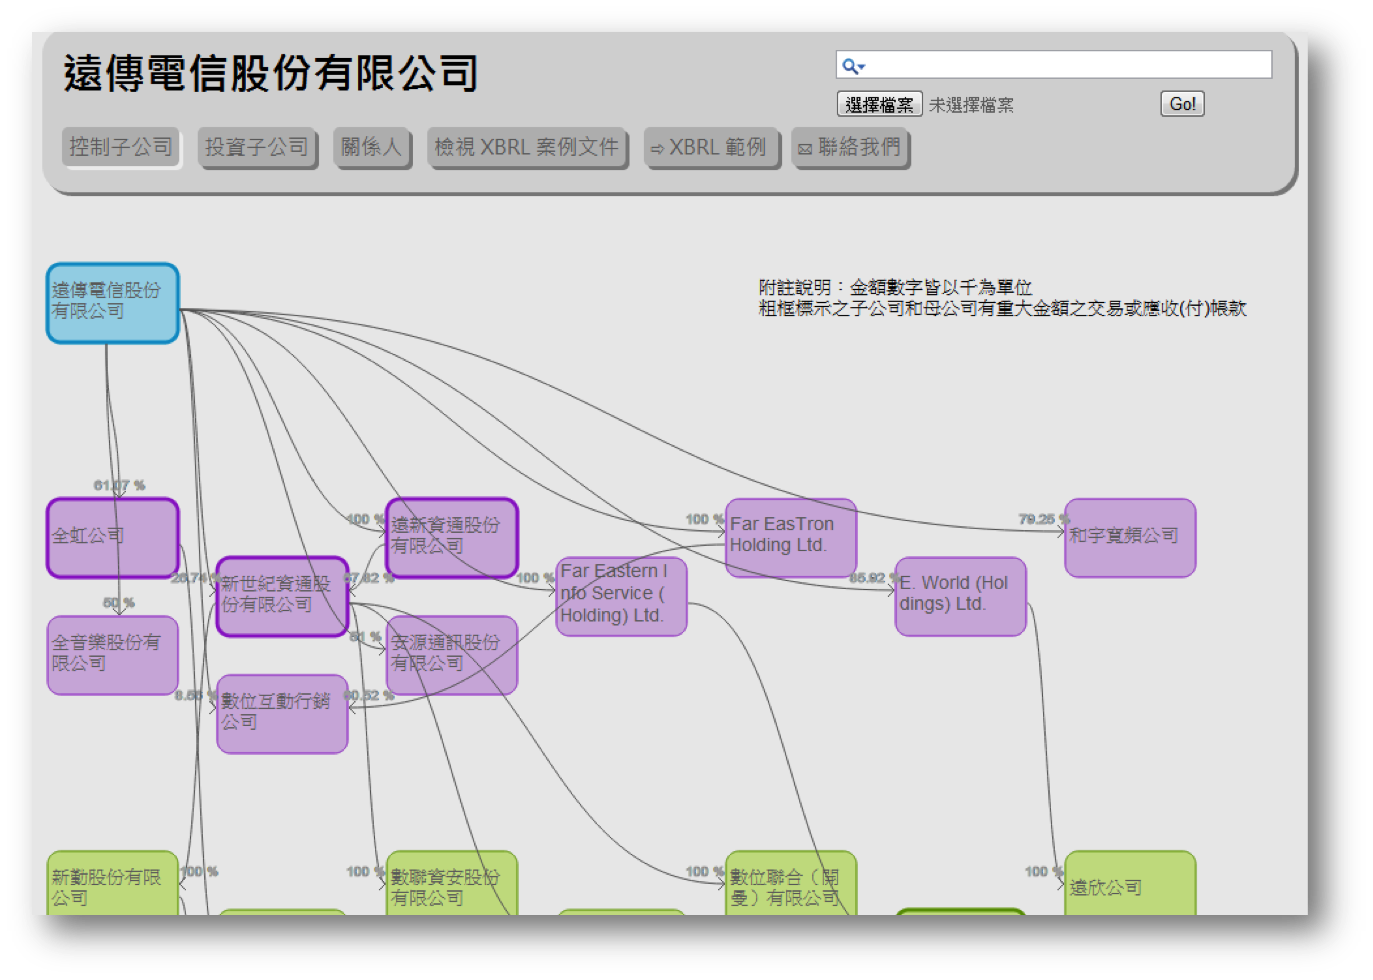 遠傳電信股份有限公司
選擇檔案 未選擇檔案 Go!
控制子公司 投資子公司 關係人 檢視 XBRL 案例文件 ⇨ XBRL 範例 ✉ 聯絡我們
遠傳電信股份
有限公司
附註說明：金額數字皆以千為單位
粗框標示之子公司和母公司有重大金額之交易或應收(付)帳款
61.07 %
全虹公司
100 %
遠新資通股份
有限公司
100 %
Far EasTron
Holding Ltd.
79.25 %
和宇寬頻公司
新世紀資通股
份有限公司
100 %
Far Eastern I
nfo Service (
Holding) Ltd.
85.92 %
E. World (Hol
dings) Ltd.
50 %
全音樂股份有
限公司
安源通訊股份
有限公司
數位互動行銷
公司
新勤股份有限
公司
100 %
100 %
數聯資安股份
有限公司
100 %
數位聯合（開
曼）有限公司
100 %
遠欣公司